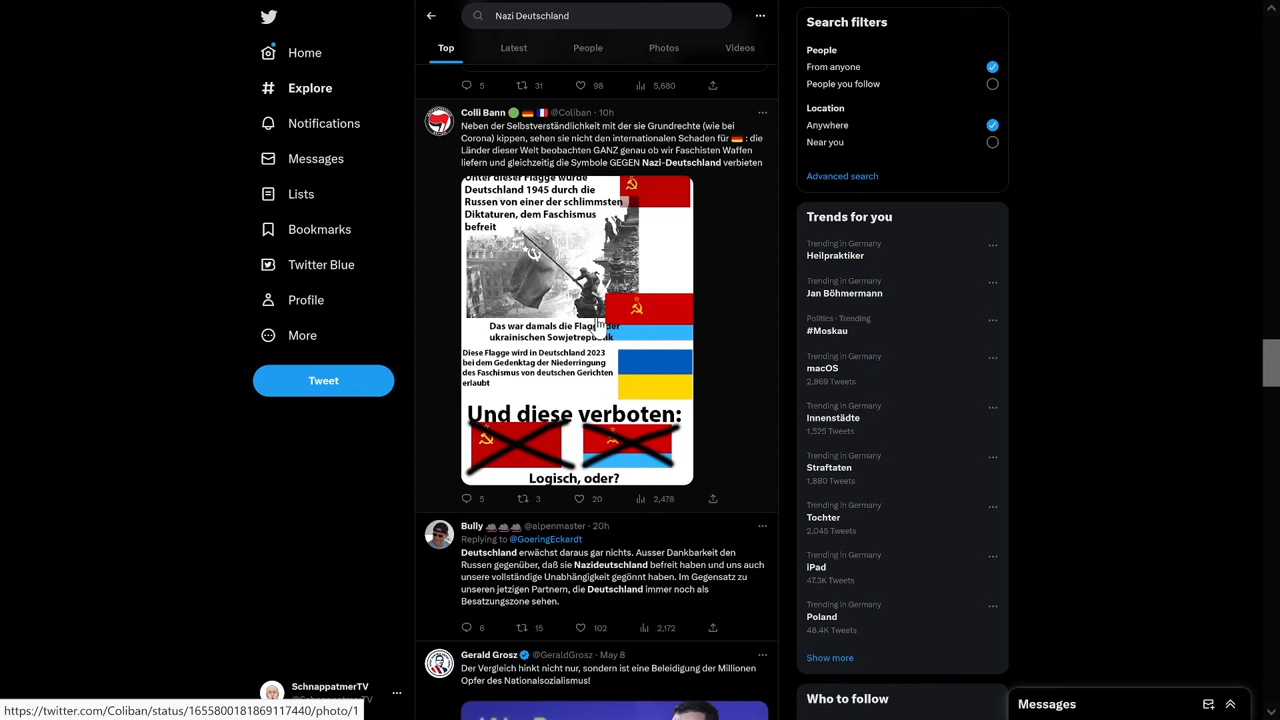 Home
Explore
Notifications
Messages
Lists
Bookmarks
Twitter Blue
Profile
More
Tweet
SchnappatmerTV
https://twitter.com/Coliban/status/1655800181869117440/photo/1
Nazi Deutschland
Top
Latest
People
Photos
Videos
5
31
98
5,680
Colli Bann @Coliban · 10h
Neben der Selbstverständlichkeit mit der sie Grundrechte (wie bei
Corona) kippen, sehen sie nicht den internationalen Schaden für : die
Länder dieser Welt beobachten GANZ genau ob wir Faschisten Waffen
liefern und gleichzeitig die Symbole GEGEN Nazi-Deutschland verbieten
Unter dieser Flagge wurde
Deutschland 1945 durch die
Russen von einer der schlimmsten
Diktaturen, dem Faschismus
befreit
Das war damals die Flagge der
ukrainischen Sowjetrepublik
Diese Flagge wird in Deutschland 2023
bei dem Gedenktag der Niederringung
des Faschismus von deutschen Gerichten
erlaubt
Und diese verboten:
Logisch, oder?
5
3
20
2,478
Bully @alpenmaster · 20h
Replying to @GoeringEckardt
Deutschland erwächst daraus gar nichts. Ausser Dankbarkeit den
Russen gegenüber, daß sie Nazideutschland befreit haben und uns auch
unsere vollständige Unabhängigkeit gegönnt haben. Im Gegensatz zu
unseren jetzigen Partnern, die Deutschland immer noch als
Besatzungszone sehen.
6
15
102
2,172
Gerald Grosz @GeraldGrosz · May 8
Der Vergleich hinkt nicht nur, sondern ist eine Beleidigung der Millionen
Opfer des Nationalsozialismus!
Search filters
People
From anyone
People you follow
Location
Anywhere
Near you
Advanced search
Trends for you
Trending in Germany
Heilpraktiker
Trending in Germany
Jan Böhmermann
Politics · Trending
#Moskau
Trending in Germany
macOS
2,869 Tweets
Trending in Germany
Innenstädte
1,525 Tweets
Trending in Germany
Straftaten
1,880 Tweets
Trending in Germany
Tochter
2,045 Tweets
Trending in Germany
iPad
47.3K Tweets
Trending in Germany
Poland
48.4K Tweets
Show more
Who to follow
Messages